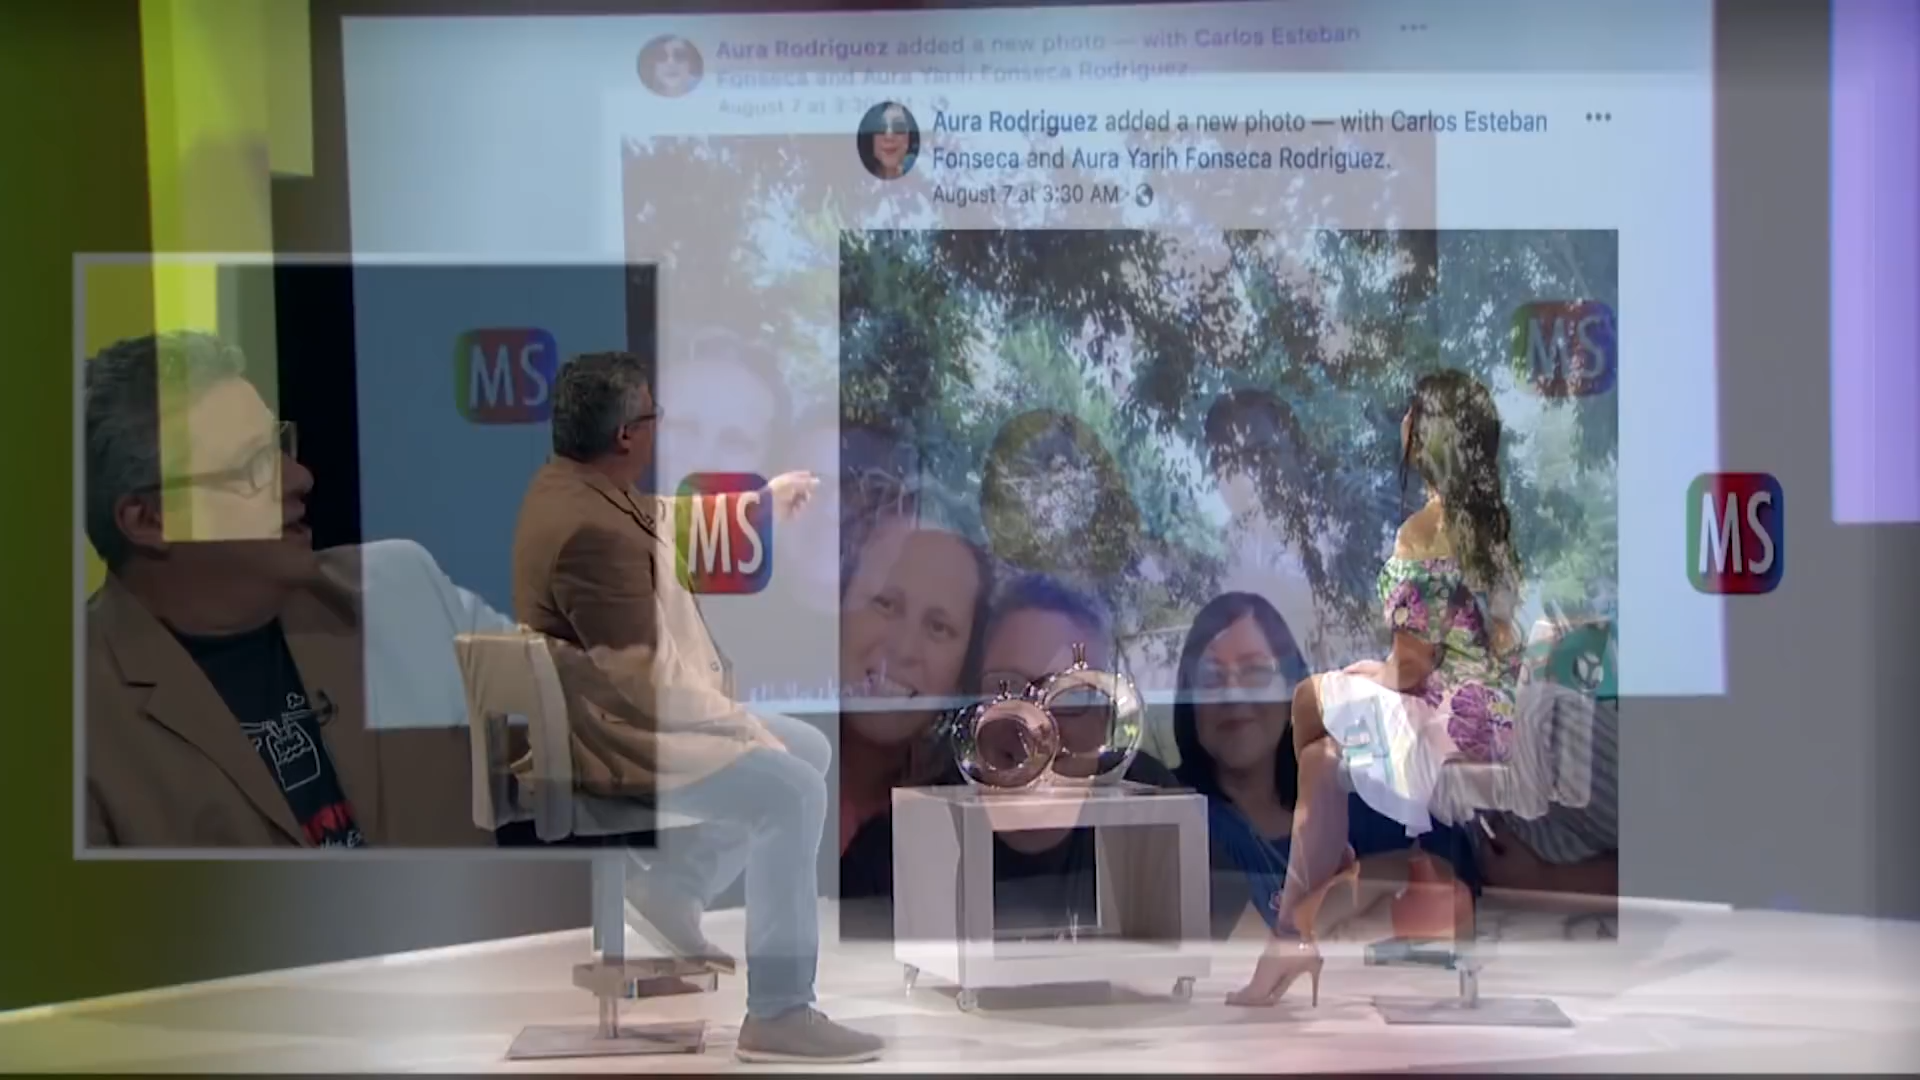 Aura Rodriguez added a new photo — with Carlos Esteban
Fonseca and Aura Yarih Fonseca Rodriguez.
August 7 at 3:30 AM
Aura Rodriguez added a new photo — with Carlos Esteban
Fonseca and Aura Yarih Fonseca Rodriguez.
August 7 at 3:30 AM
MS
MS
MS
MS